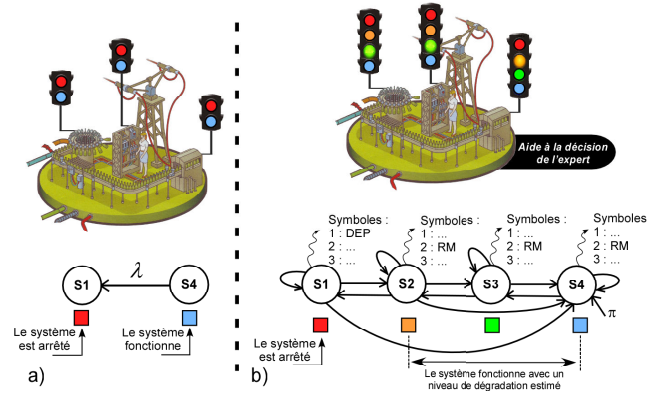 Aide à la décision
de l'expert
Symboles :
1 : DEP
2 : ...
3 : ...
Symboles :
1 : ...
2 : RM
3 : ...
Symboles :
1 : ...
2 : RM
3 : ...
Symboles
1 : ...
2 : RM
3 : ...
λ
S1
S4
S1
S2
S3
S4
π
Le système
est arrêté
Le système
fonctionne
Le système
est arrêté
Le système fonctionne avec un
niveau de dégradation estimé
a)
b)